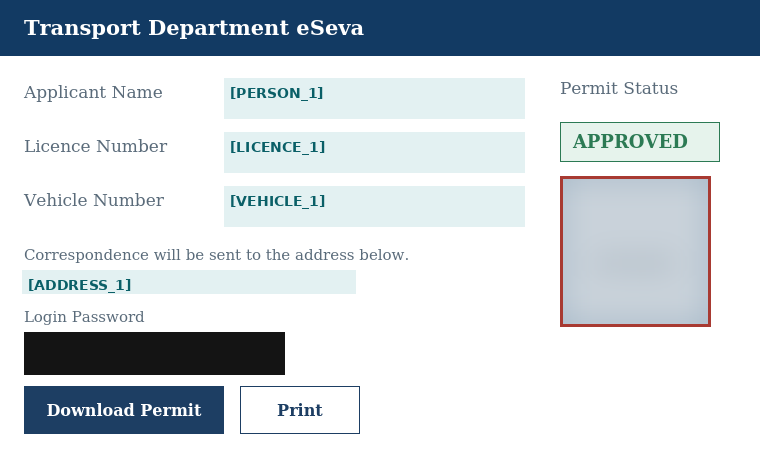 Transport Department eSeva
Applicant Name
[PERSON_1]
Licence Number
[LICENCE_1]
Vehicle Number
[VEHICLE_1]
Correspondence will be sent to the address below.
[ADDRESS_1]
Login Password
Download Permit
Print
Permit Status
APPROVED